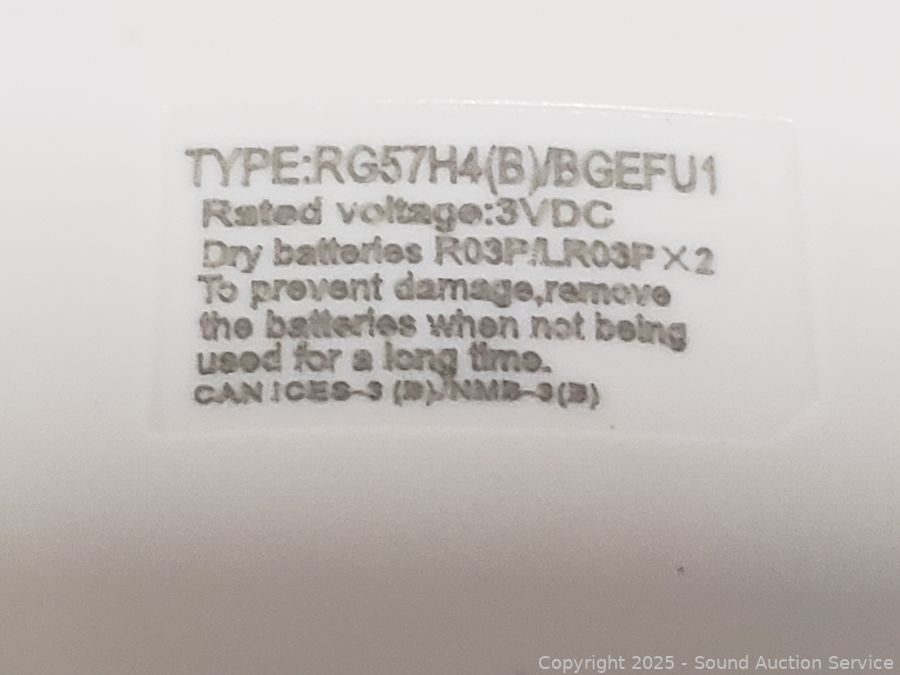 TYPE:RG57H4(B)/BGEFU1
Rated voltage:3VDC
Dry batteries R03P/LR03P×2
To prevent damage,remove
the batteries when not being
used for a long time.
CAN ICES-3 (B)/NMB-3(B)
Copyright 2025 - Sound Auction Service